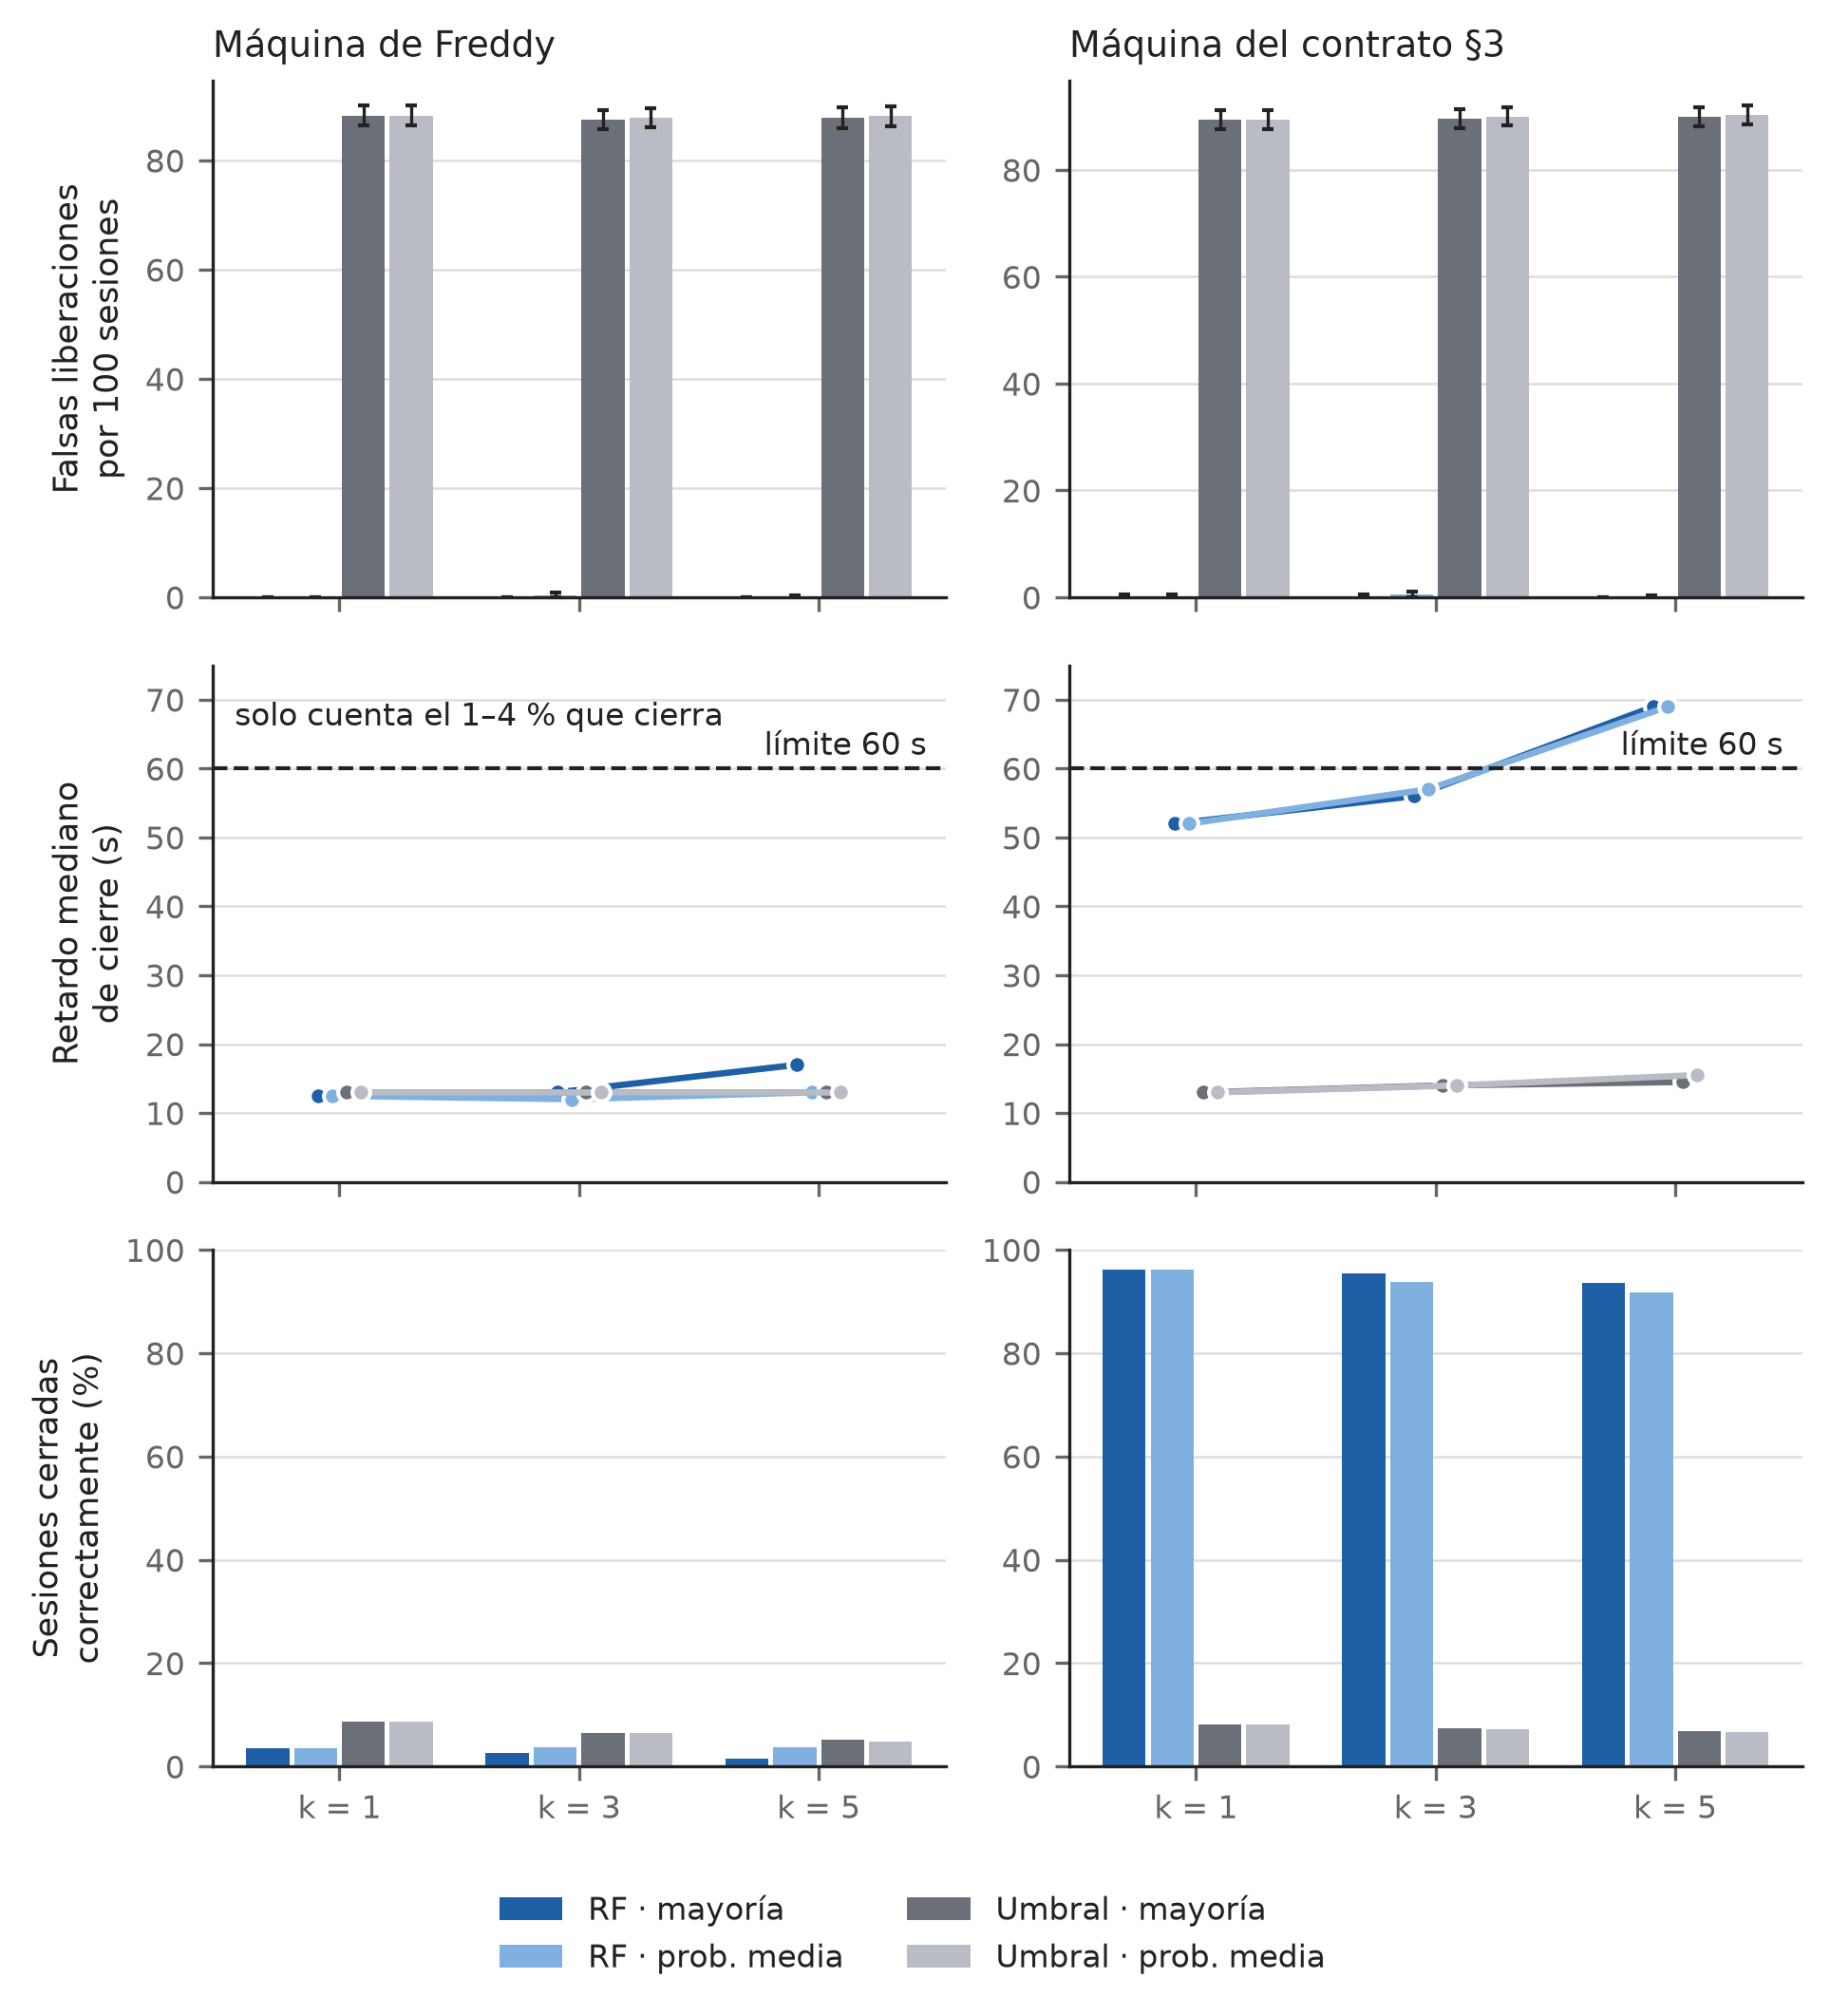 Máquina de Freddy
Máquina del contrato §3
Falsas liberaciones
por 100 sesiones
80
60
40
20
0
80
60
40
20
0
Retardo mediano
de cierre (s)
70
60
50
40
30
20
10
0
solo cuenta el 1–4 % que cierra
límite 60 s
70
60
50
40
30
20
10
0
límite 60 s
Sesiones cerradas
correctamente (%)
100
80
60
40
20
0
k = 1
k = 3
k = 5
100
80
60
40
20
0
k = 1
k = 3
k = 5
RF · mayoría
RF · prob. media
Umbral · mayoría
Umbral · prob. media